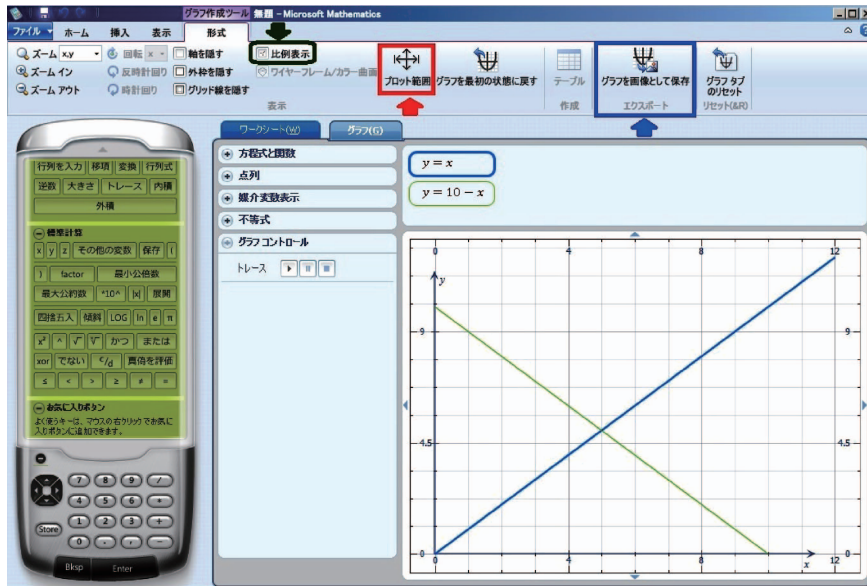 グラフ作成ツール 無題 - Microsoft Mathematics
ファイル ホーム 挿入 表示 形式
ズーム x,y 回転 x 軸を隠す 比例表示
ズーム イン 反時計回り 外枠を隠す ワイヤーフレーム/カラー曲面
ズーム アウト 時計回り グリッド線を隠す
プロット範囲 グラフを最初の状態に戻す テーブル グラフを画像として保存 グラフ タブ
のリセット
表示 作成 エクスポート リセット(&R)
ワークシート(W) グラフ(G)
行列を入力 移項 変換 行列式
逆数 大きさ トレース 内積
外積
標準計算
x y z その他の変数 保存 (
) factor 最小公倍数
最大公約数 *10^ |x| 展開
四捨五入 傾斜 LOG ln e π
x² ^ √ ∛ かつ または
xor でない c/d 真偽を評価
≤ < > ≥ ≠ =
お気に入りボタン
よく使うキーは、マウスの右クリックでお気に
入りボタンに追加できます。
7 8 9 /
4 5 6 *
Store 1 2 3 +
0 . , −
Bksp Enter
方程式と関数
点列
媒介変数表示
不等式
グラフ コントロール
トレース
y = x
y = 10 − x
0 4 8 12
y
9 9
4.5 4.5
0 0
4 8 x 12